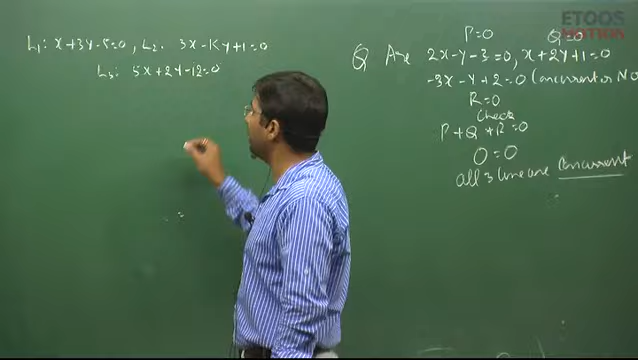 L₁: x+3y-5=0, L₂. 3x-Ky+1=0
L₃: 5x+2y-12=0
ETOOS
P=0 Q=0
Q Are 2x-y-3=0, x+2y+1=0
-3x-y+2=0 (concurrent or No
R=0
Check
P+Q+R=0
0=0
all 3 line are concurrent